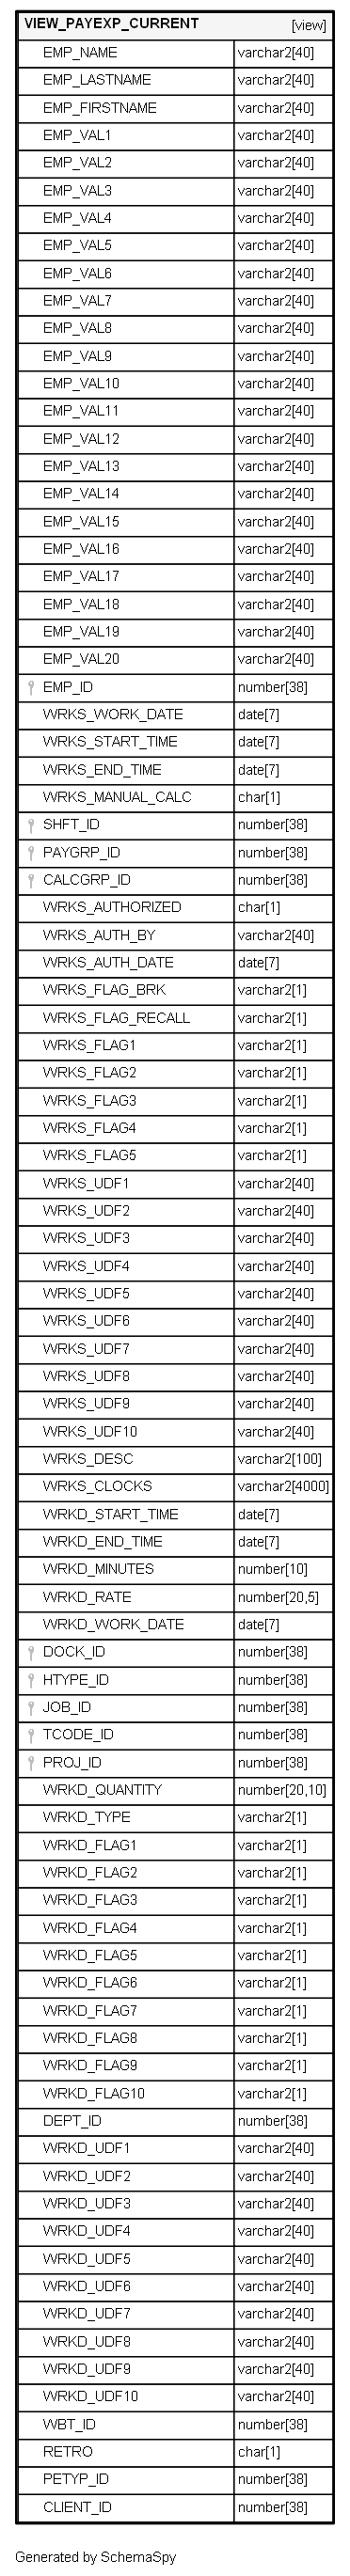 VIEW_PAYEXP_CURRENT [view]
EMP_NAME varchar2[40]
EMP_LASTNAME varchar2[40]
EMP_FIRSTNAME varchar2[40]
EMP_VAL1 varchar2[40]
EMP_VAL2 varchar2[40]
EMP_VAL3 varchar2[40]
EMP_VAL4 varchar2[40]
EMP_VAL5 varchar2[40]
EMP_VAL6 varchar2[40]
EMP_VAL7 varchar2[40]
EMP_VAL8 varchar2[40]
EMP_VAL9 varchar2[40]
EMP_VAL10 varchar2[40]
EMP_VAL11 varchar2[40]
EMP_VAL12 varchar2[40]
EMP_VAL13 varchar2[40]
EMP_VAL14 varchar2[40]
EMP_VAL15 varchar2[40]
EMP_VAL16 varchar2[40]
EMP_VAL17 varchar2[40]
EMP_VAL18 varchar2[40]
EMP_VAL19 varchar2[40]
EMP_VAL20 varchar2[40]
EMP_ID number[38]
WRKS_WORK_DATE date[7]
WRKS_START_TIME date[7]
WRKS_END_TIME date[7]
WRKS_MANUAL_CALC char[1]
SHFT_ID number[38]
PAYGRP_ID number[38]
CALCGRP_ID number[38]
WRKS_AUTHORIZED char[1]
WRKS_AUTH_BY varchar2[40]
WRKS_AUTH_DATE date[7]
WRKS_FLAG_BRK varchar2[1]
WRKS_FLAG_RECALL varchar2[1]
WRKS_FLAG1 varchar2[1]
WRKS_FLAG2 varchar2[1]
WRKS_FLAG3 varchar2[1]
WRKS_FLAG4 varchar2[1]
WRKS_FLAG5 varchar2[1]
WRKS_UDF1 varchar2[40]
WRKS_UDF2 varchar2[40]
WRKS_UDF3 varchar2[40]
WRKS_UDF4 varchar2[40]
WRKS_UDF5 varchar2[40]
WRKS_UDF6 varchar2[40]
WRKS_UDF7 varchar2[40]
WRKS_UDF8 varchar2[40]
WRKS_UDF9 varchar2[40]
WRKS_UDF10 varchar2[40]
WRKS_DESC varchar2[100]
WRKS_CLOCKS varchar2[4000]
WRKD_START_TIME date[7]
WRKD_END_TIME date[7]
WRKD_MINUTES number[10]
WRKD_RATE number[20,5]
WRKD_WORK_DATE date[7]
DOCK_ID number[38]
HTYPE_ID number[38]
JOB_ID number[38]
TCODE_ID number[38]
PROJ_ID number[38]
WRKD_QUANTITY number[20,10]
WRKD_TYPE varchar2[1]
WRKD_FLAG1 varchar2[1]
WRKD_FLAG2 varchar2[1]
WRKD_FLAG3 varchar2[1]
WRKD_FLAG4 varchar2[1]
WRKD_FLAG5 varchar2[1]
WRKD_FLAG6 varchar2[1]
WRKD_FLAG7 varchar2[1]
WRKD_FLAG8 varchar2[1]
WRKD_FLAG9 varchar2[1]
WRKD_FLAG10 varchar2[1]
DEPT_ID number[38]
WRKD_UDF1 varchar2[40]
WRKD_UDF2 varchar2[40]
WRKD_UDF3 varchar2[40]
WRKD_UDF4 varchar2[40]
WRKD_UDF5 varchar2[40]
WRKD_UDF6 varchar2[40]
WRKD_UDF7 varchar2[40]
WRKD_UDF8 varchar2[40]
WRKD_UDF9 varchar2[40]
WRKD_UDF10 varchar2[40]
WBT_ID number[38]
RETRO char[1]
PETYP_ID number[38]
CLIENT_ID number[38]
Generated by SchemaSpy